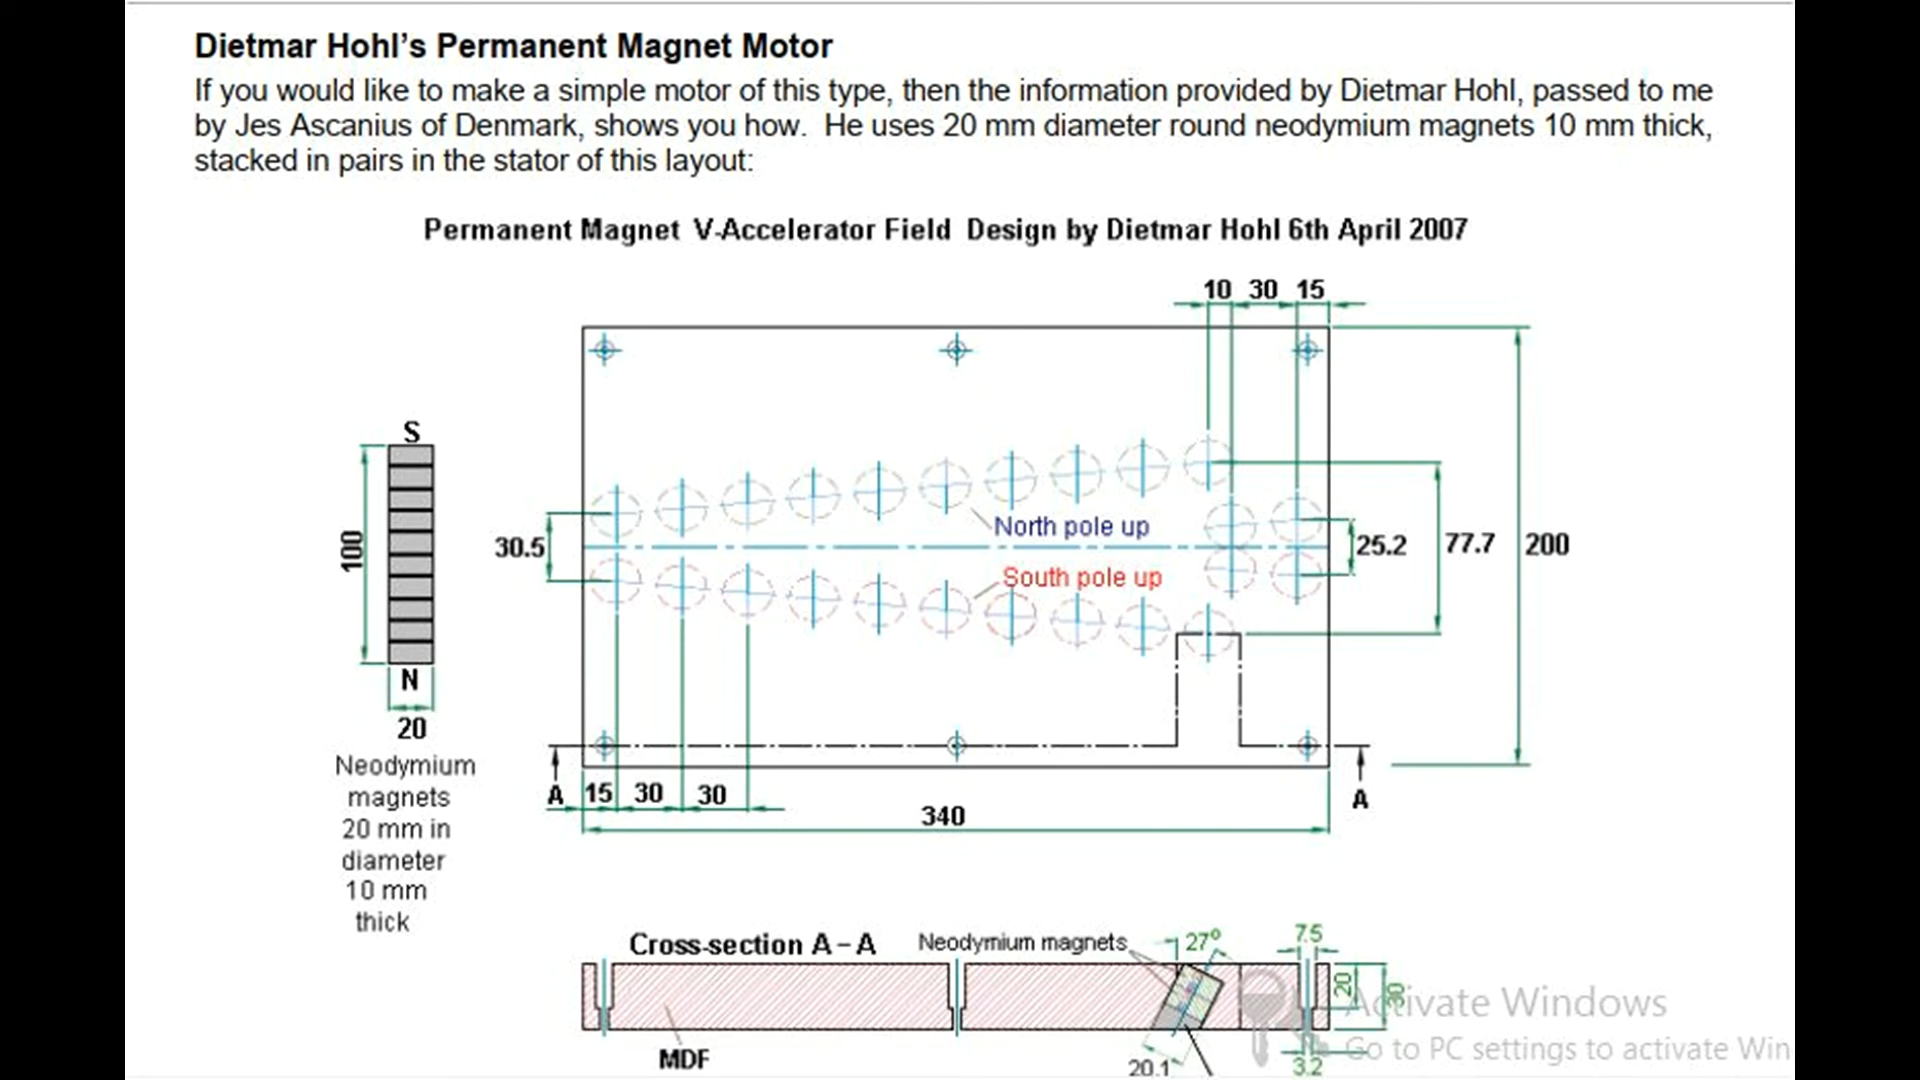 Dietmar Hohl's Permanent Magnet Motor
If you would like to make a simple motor of this type, then the information provided by Dietmar Hohl, passed to me
by Jes Ascanius of Denmark, shows you how. He uses 20 mm diameter round neodymium magnets 10 mm thick,
stacked in pairs in the stator of this layout:
Permanent Magnet V-Accelerator Field Design by Dietmar Hohl 6th April 2007
10 30 15
S
100
N
20
Neodymium
magnets
20 mm in
diameter
10 mm
thick
30.5
North pole up
South pole up
25.2
77.7
200
A 15 30 30
A
340
Cross-section A – A
Neodymium magnets
27°
7.5
20
30
MDF
20.1
3.2
Activate Windows
Go to PC settings to activate Win